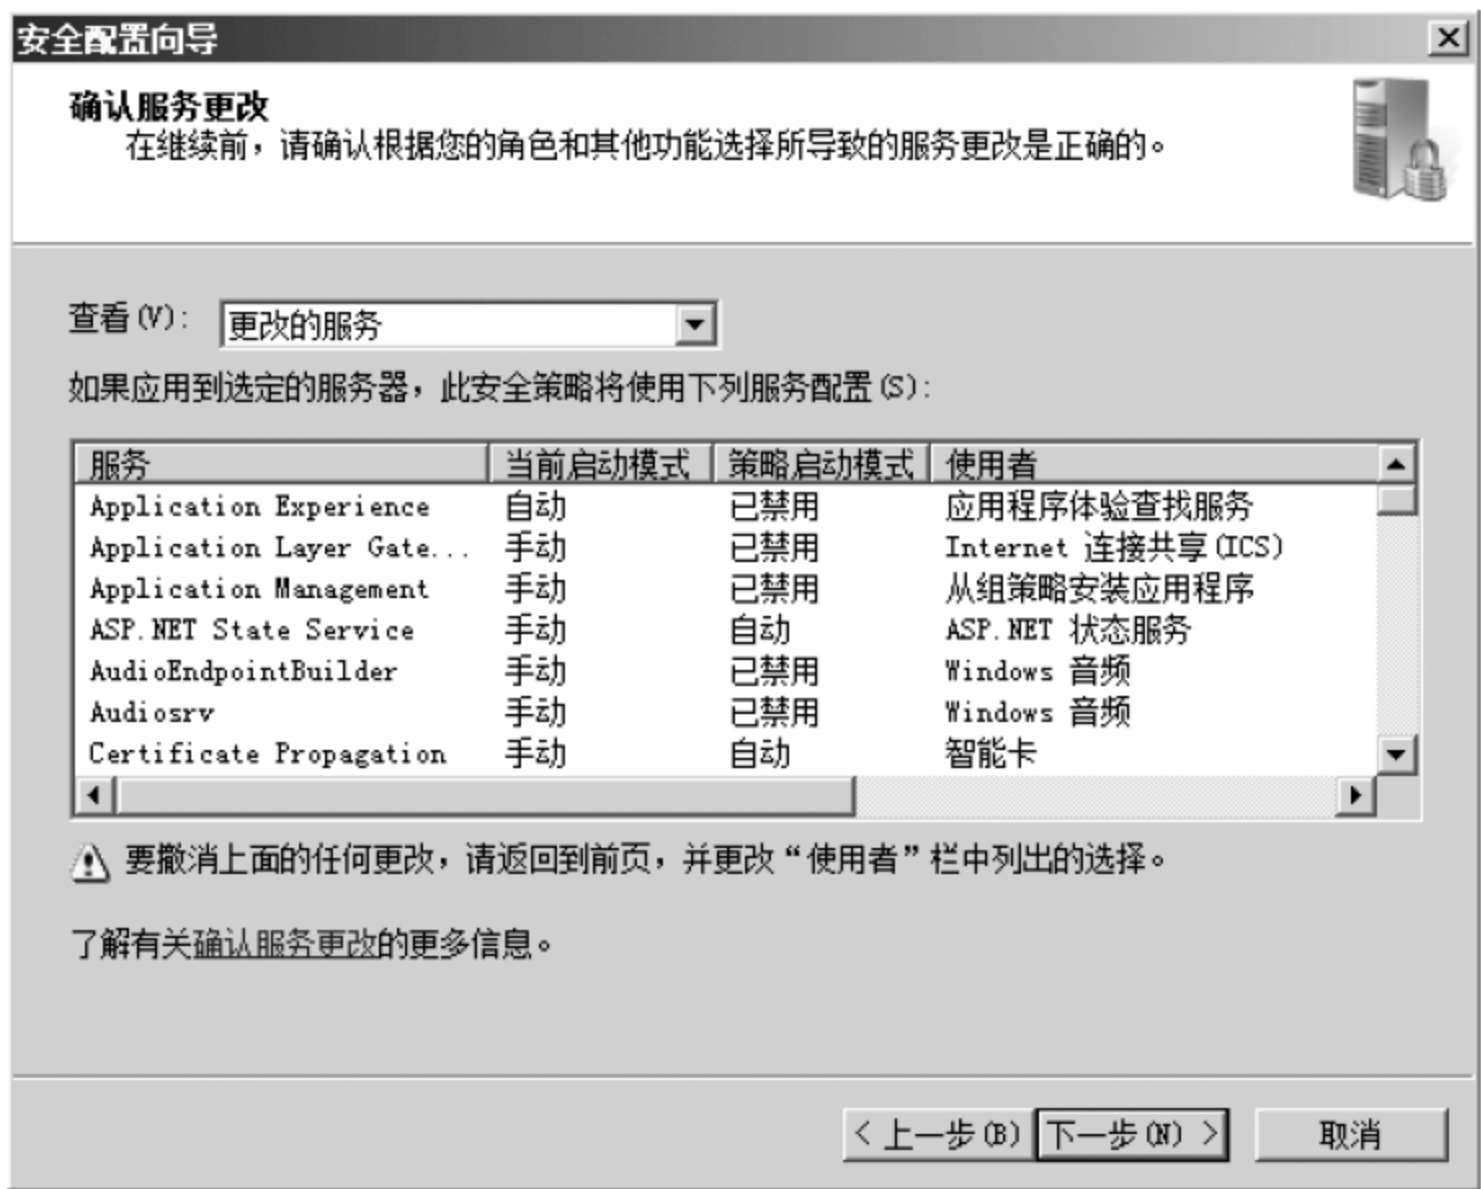 安全配置向导
确认服务更改
在继续前，请确认根据您的角色和其他功能选择所导致的服务更改是正确的。
查看(V): 更改的服务
如果应用到选定的服务器，此安全策略将使用下列服务配置(S):
服务 当前启动模式 策略启动模式 使用者
Application Experience 自动 已禁用 应用程序体验查找服务
Application Layer Gate... 手动 已禁用 Internet 连接共享(ICS)
Application Management 手动 已禁用 从组策略安装应用程序
ASP.NET State Service 手动 自动 ASP.NET 状态服务
AudioEndpointBuilder 手动 已禁用 Windows 音频
Audiosrv 手动 已禁用 Windows 音频
Certificate Propagation 手动 自动 智能卡
要撤消上面的任何更改，请返回到前页，并更改“使用者”栏中列出的选择。
了解有关确认服务更改的更多信息。
< 上一步(B) 下一步(N) > 取消